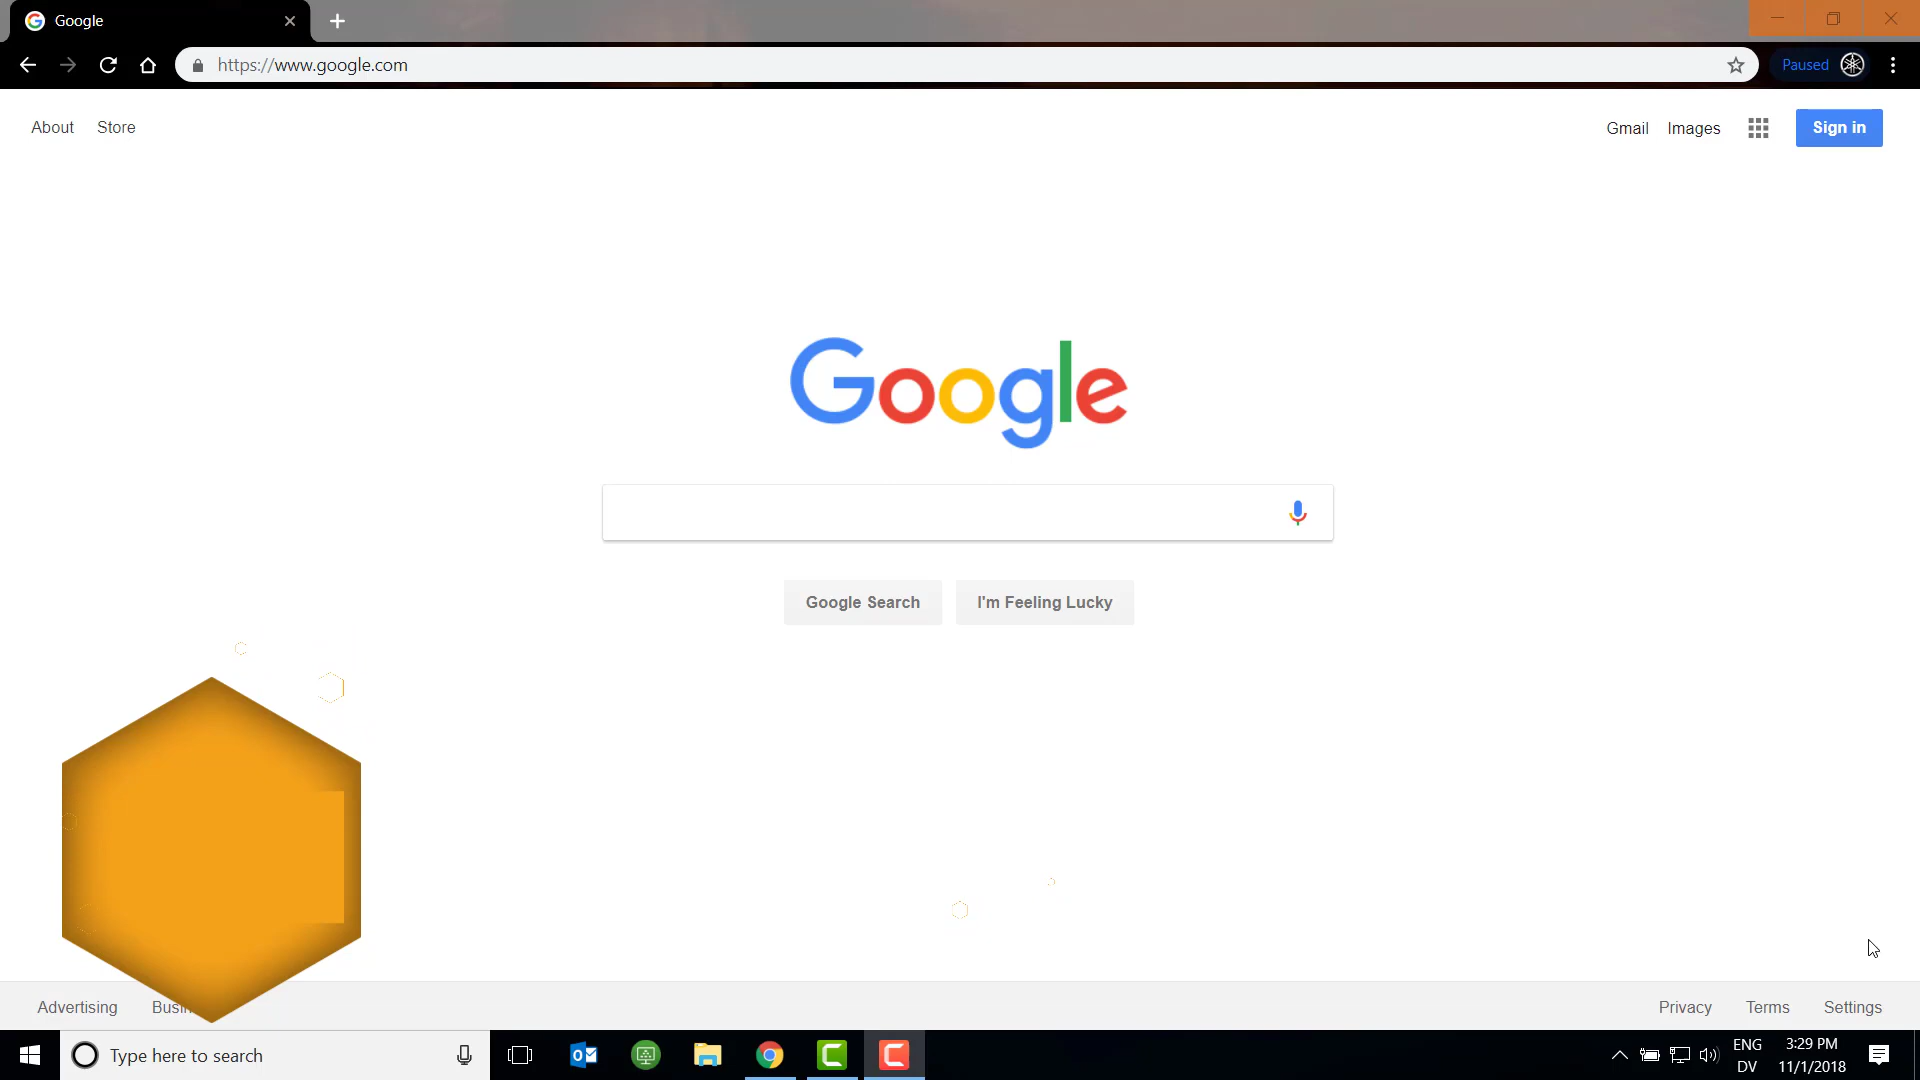 Google
https://www.google.com
Paused
About Store
Gmail Images Sign in
Google
Google Search I'm Feeling Lucky
Advertising
Privacy Terms Settings
Type here to search
ENG 3:29 PM
DV 11/1/2018